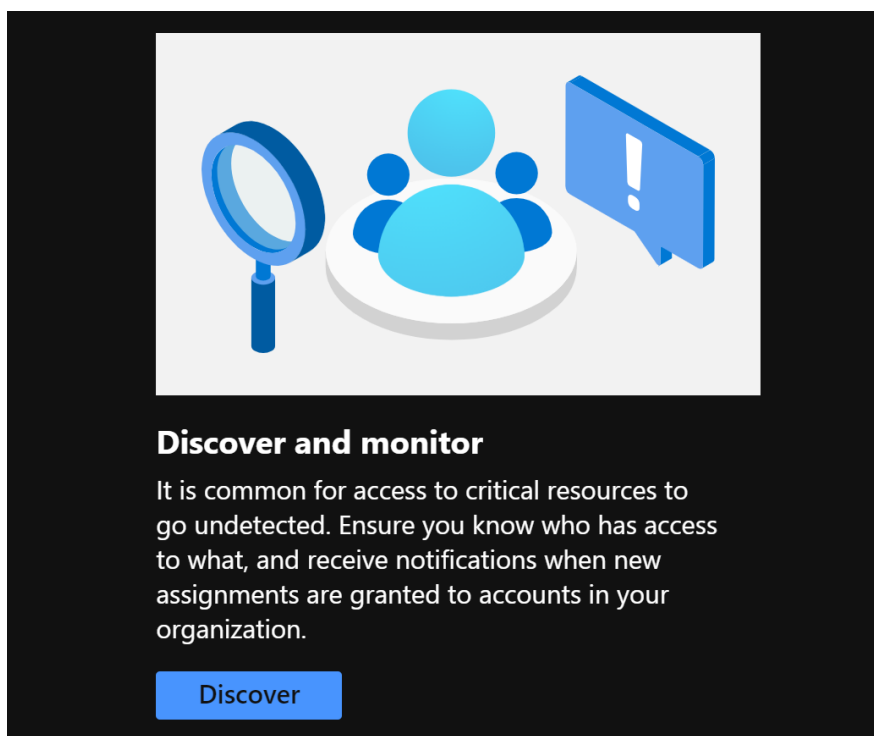 Discover and monitor
It is common for access to critical resources to
go undetected. Ensure you know who has access
to what, and receive notifications when new
assignments are granted to accounts in your
organization.
Discover